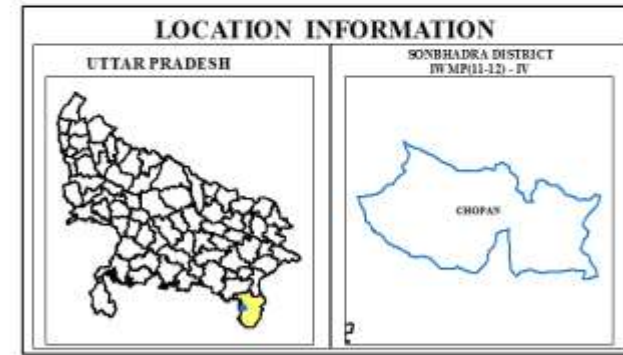 LOCATION INFORMATION
UTTAR PRADESH
SONBHADRA DISTRICT
IWMP(11-12) - IV
CHOPAN